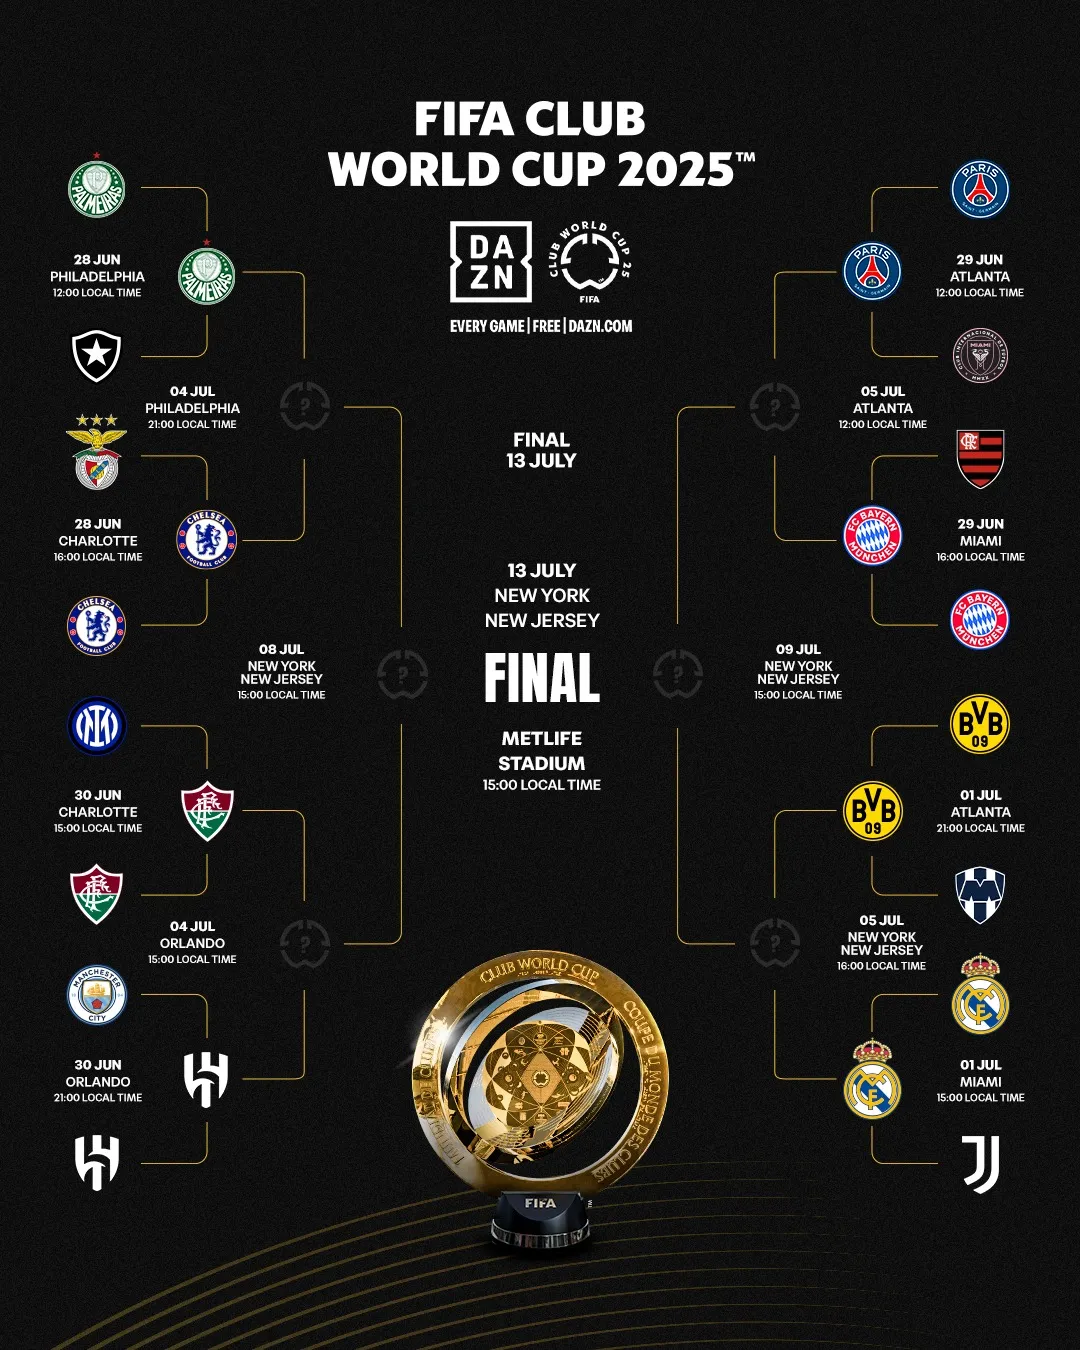 FIFA CLUB
WORLD CUP 2025™
DAZN
CLUB WORLD CUP 25
FIFA
EVERY GAME | FREE | DAZN.COM
PALMEIRAS
28 JUN
PHILADELPHIA
12:00 LOCAL TIME
PALMEIRAS
04 JUL
PHILADELPHIA
21:00 LOCAL TIME
28 JUN
CHARLOTTE
16:00 LOCAL TIME
CHELSEA
FOOTBALL CLUB
CHELSEA
FOOTBALL CLUB
08 JUL
NEW YORK
NEW JERSEY
15:00 LOCAL TIME
30 JUN
CHARLOTTE
15:00 LOCAL TIME
04 JUL
ORLANDO
15:00 LOCAL TIME
MANCHESTER
CITY
30 JUN
ORLANDO
21:00 LOCAL TIME
FINAL
13 JULY
13 JULY
NEW YORK
NEW JERSEY
FINAL
METLIFE
STADIUM
15:00 LOCAL TIME
PARIS
SAINT-GERMAIN
29 JUN
ATLANTA
12:00 LOCAL TIME
PARIS
SAINT-GERMAIN
CLUB INTERNACIONAL DE FÚTBOL
MIAMI
MMXX
05 JUL
ATLANTA
12:00 LOCAL TIME
CRF
29 JUN
MIAMI
16:00 LOCAL TIME
FC BAYERN
MÜNCHEN
FC BAYERN
MÜNCHEN
09 JUL
NEW YORK
NEW JERSEY
15:00 LOCAL TIME
BVB
09
01 JUL
ATLANTA
21:00 LOCAL TIME
BVB
09
05 JUL
NEW YORK
NEW JERSEY
16:00 LOCAL TIME
01 JUL
MIAMI
15:00 LOCAL TIME
CLUB WORLD CUP
COUPE DU MONDE DES CLUBS
FIFA